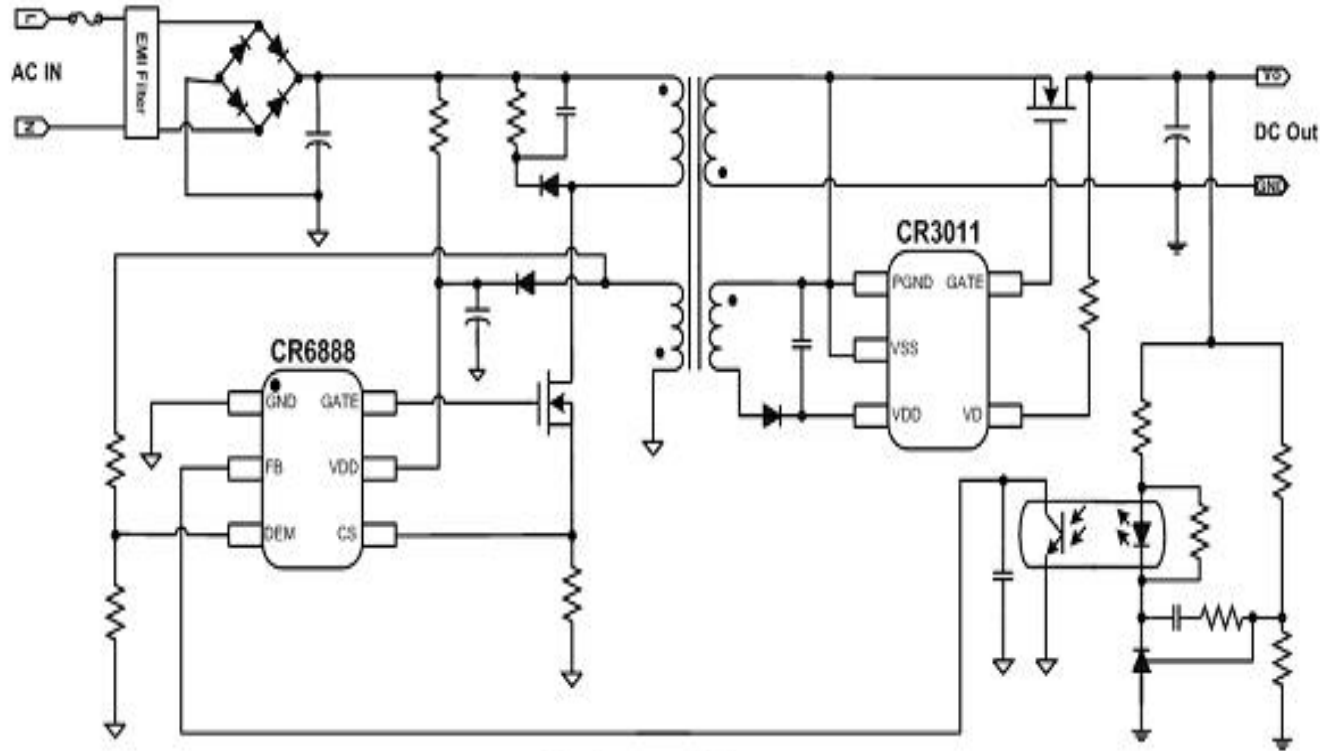 L
AC IN
N
EMI Filter
VO
DC Out
GND
CR3011
PGND GATE
VSS
VDD VD
CR6888
GND GATE
FB VDD
DEM CS